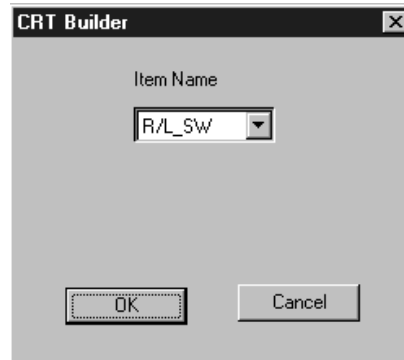 CRT Builder
Item Name
R/L_SW
OK
Cancel